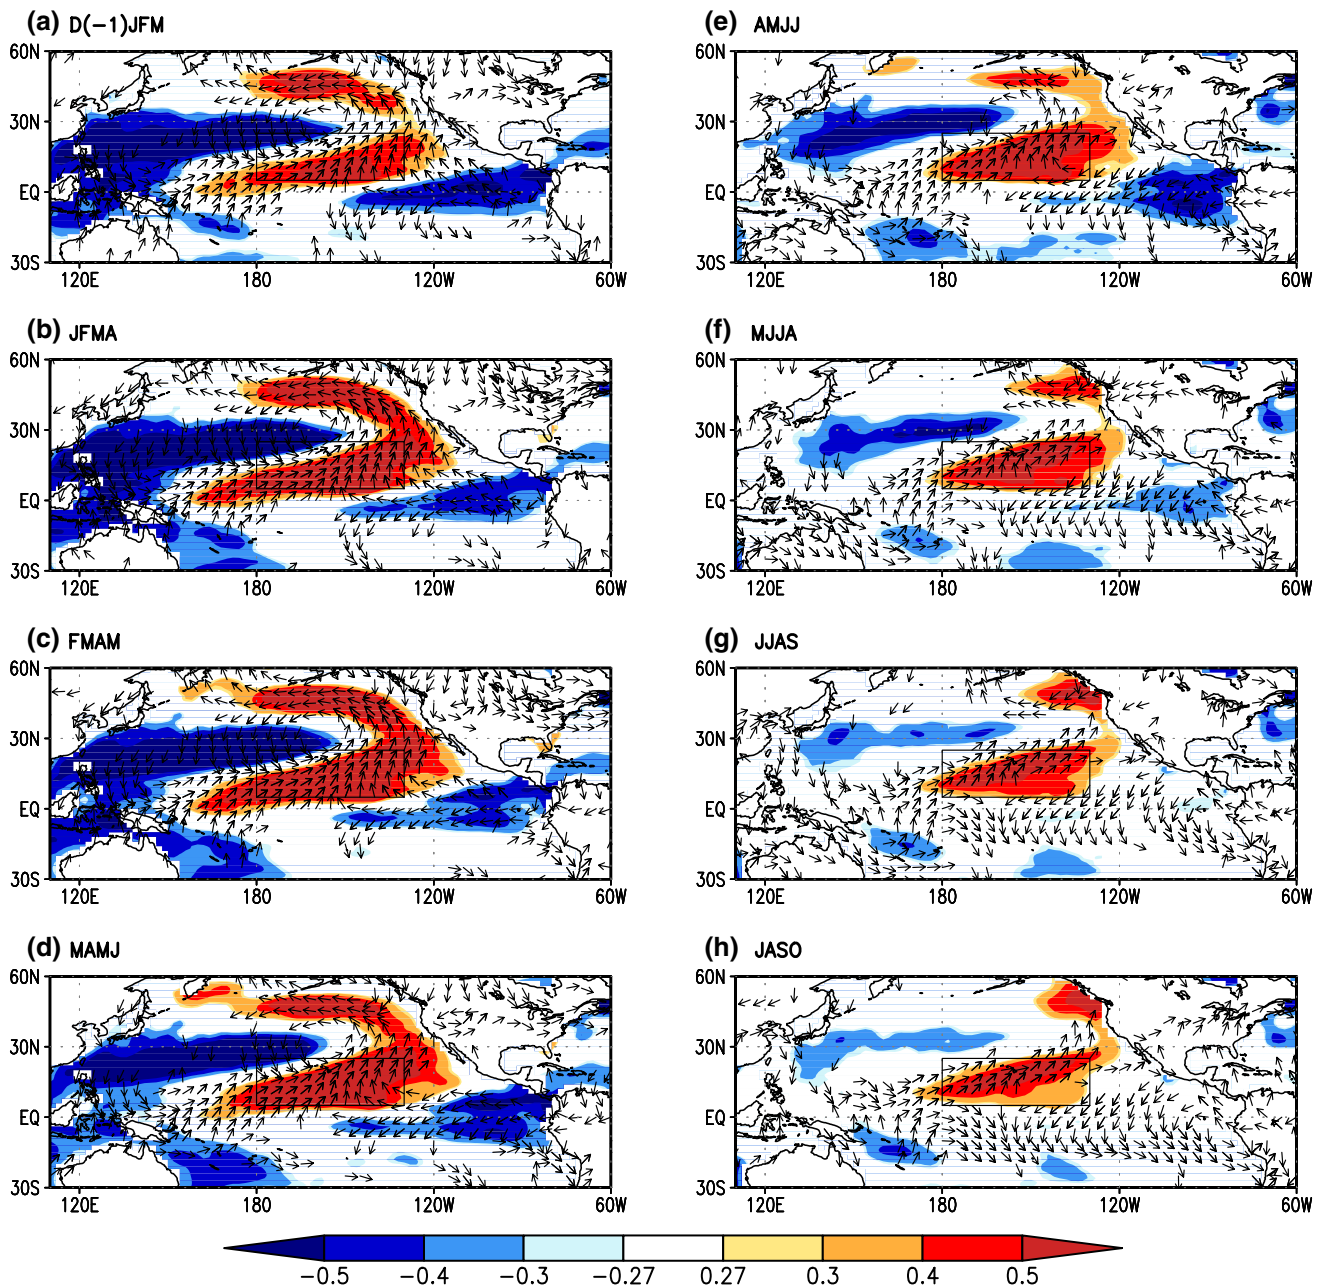 (a) D(-1)JFM
(e) AMJJ
60N
30N
EQ
30S
120E 180 120W 60W
60N
30N
EQ
30S
120E 180 120W 60W
(b) JFMA
(f) MJJA
60N
30N
EQ
30S
120E 180 120W 60W
60N
30N
EQ
30S
120E 180 120W 60W
(c) FMAM
(g) JJAS
60N
30N
EQ
30S
120E 180 120W 60W
60N
30N
EQ
30S
120E 180 120W 60W
(d) MAMJ
(h) JASO
60N
30N
EQ
30S
120E 180 120W 60W
60N
30N
EQ
30S
120E 180 120W 60W
-0.5 -0.4 -0.3 -0.27 0.27 0.3 0.4 0.5